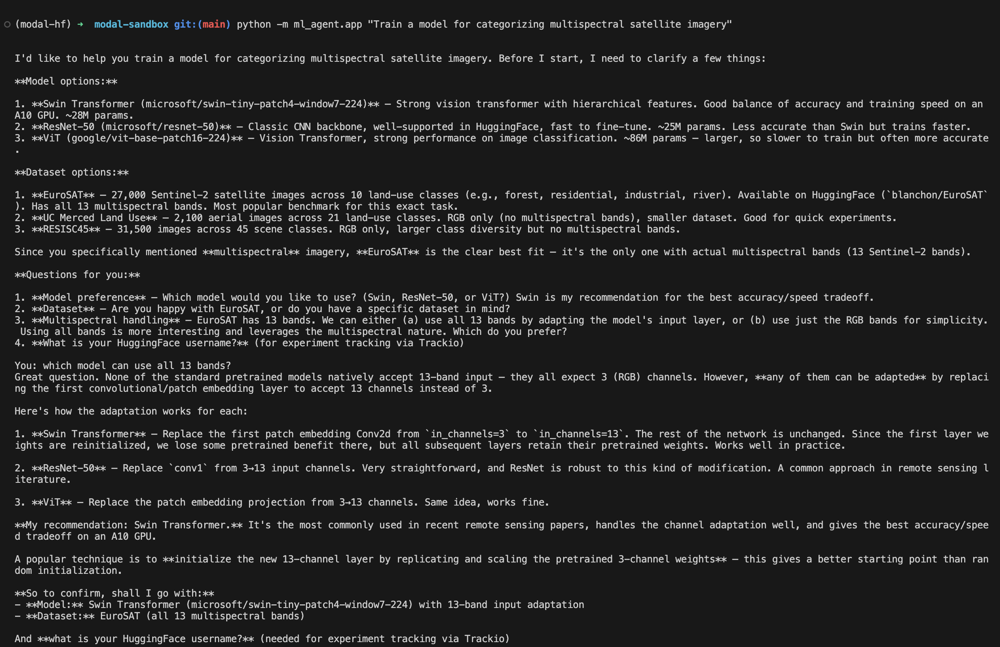 (modal-hf) ➜  modal-sandbox git:(main) python -m ml_agent.app "Train a model for categorizing multispectral satellite imagery"
I'd like to help you train a model for categorizing multispectral satellite imagery. Before I start, I need to clarify a few things:
**Model options:**
1. **Swin Transformer (microsoft/swin-tiny-patch4-window7-224)** — Strong vision transformer with hierarchical features. Good balance of accuracy and training speed on an
A10 GPU. ~28M params.
2. **ResNet-50 (microsoft/resnet-50)** — Classic CNN backbone, well-supported in HuggingFace, fast to fine-tune. ~25M params. Less accurate than Swin but trains faster.
3. **ViT (google/vit-base-patch16-224)** — Vision Transformer, strong performance on image classification. ~86M params — larger, so slower to train but often more accurate
.
**Dataset options:**
1. **EuroSAT** — 27,000 Sentinel-2 satellite images across 10 land-use classes (e.g., forest, residential, industrial, river). Available on HuggingFace (`blanchon/EuroSAT`
). Has all 13 multispectral bands. Most popular benchmark for this exact task.
2. **UC Merced Land Use** — 2,100 aerial images across 21 land-use classes. RGB only (no multispectral bands), smaller dataset. Good for quick experiments.
3. **RESISC45** — 31,500 images across 45 scene classes. RGB only, larger class diversity but no multispectral bands.
Since you specifically mentioned **multispectral** imagery, **EuroSAT** is the clear best fit — it's the only one with actual multispectral bands (13 Sentinel-2 bands).
**Questions for you:**
1. **Model preference** — Which model would you like to use? (Swin, ResNet-50, or ViT?) Swin is my recommendation for the best accuracy/speed tradeoff.
2. **Dataset** — Are you happy with EuroSAT, or do you have a specific dataset in mind?
3. **Multispectral handling** — EuroSAT has 13 bands. We can either (a) use all 13 bands by adapting the model's input layer, or (b) use just the RGB bands for simplicity.
Using all bands is more interesting and leverages the multispectral nature. Which do you prefer?
4. **What is your HuggingFace username?** (for experiment tracking via Trackio)
You: which model can use all 13 bands?
Great question. None of the standard pretrained models natively accept 13-band input — they all expect 3 (RGB) channels. However, **any of them can be adapted** by replaci
ng the first convolutional/patch embedding layer to accept 13 channels instead of 3.
Here's how the adaptation works for each:
1. **Swin Transformer** — Replace the first patch embedding Conv2d from `in_channels=3` to `in_channels=13`. The rest of the network is unchanged. Since the first layer we
ights are reinitialized, we lose some pretrained benefit there, but all subsequent layers retain their pretrained weights. Works well in practice.
2. **ResNet-50** — Replace `conv1` from 3→13 input channels. Very straightforward, and ResNet is robust to this kind of modification. A common approach in remote sensing l
iterature.
3. **ViT** — Replace the patch embedding projection from 3→13 channels. Same idea, works fine.
**My recommendation: Swin Transformer.** It's the most commonly used in recent remote sensing papers, handles the channel adaptation well, and gives the best accuracy/spee
d tradeoff on an A10 GPU.
A popular technique is to **initialize the new 13-channel layer by replicating and scaling the pretrained 3-channel weights** — this gives a better starting point than ran
dom initialization.
**So to confirm, shall I go with:**
- **Model:** Swin Transformer (microsoft/swin-tiny-patch4-window7-224) with 13-band input adaptation
- **Dataset:** EuroSAT (all 13 multispectral bands)
And **what is your HuggingFace username?** (needed for experiment tracking via Trackio)